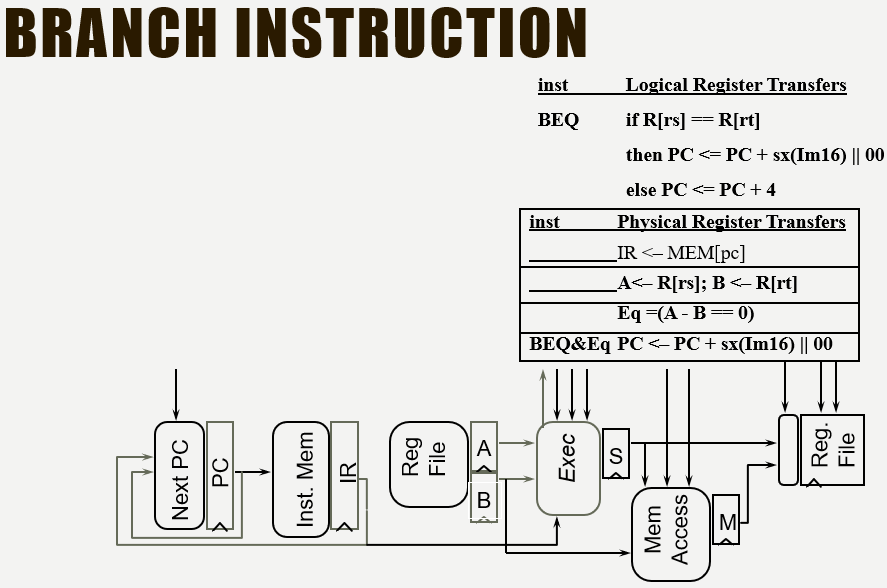 BRANCH INSTRUCTION
inst Logical Register Transfers
BEQ if R[rs] == R[rt]
then PC <= PC + sx(Im16) || 00
else PC <= PC + 4
inst Physical Register Transfers
IR <– MEM[pc]
A<– R[rs]; B <– R[rt]
Eq =(A - B == 0)
BEQ&Eq PC <– PC + sx(Im16) || 00
Next PC
PC
Inst. Mem
IR
Reg
File
A
B
Exec
S
Mem
Access
M
Reg.
File